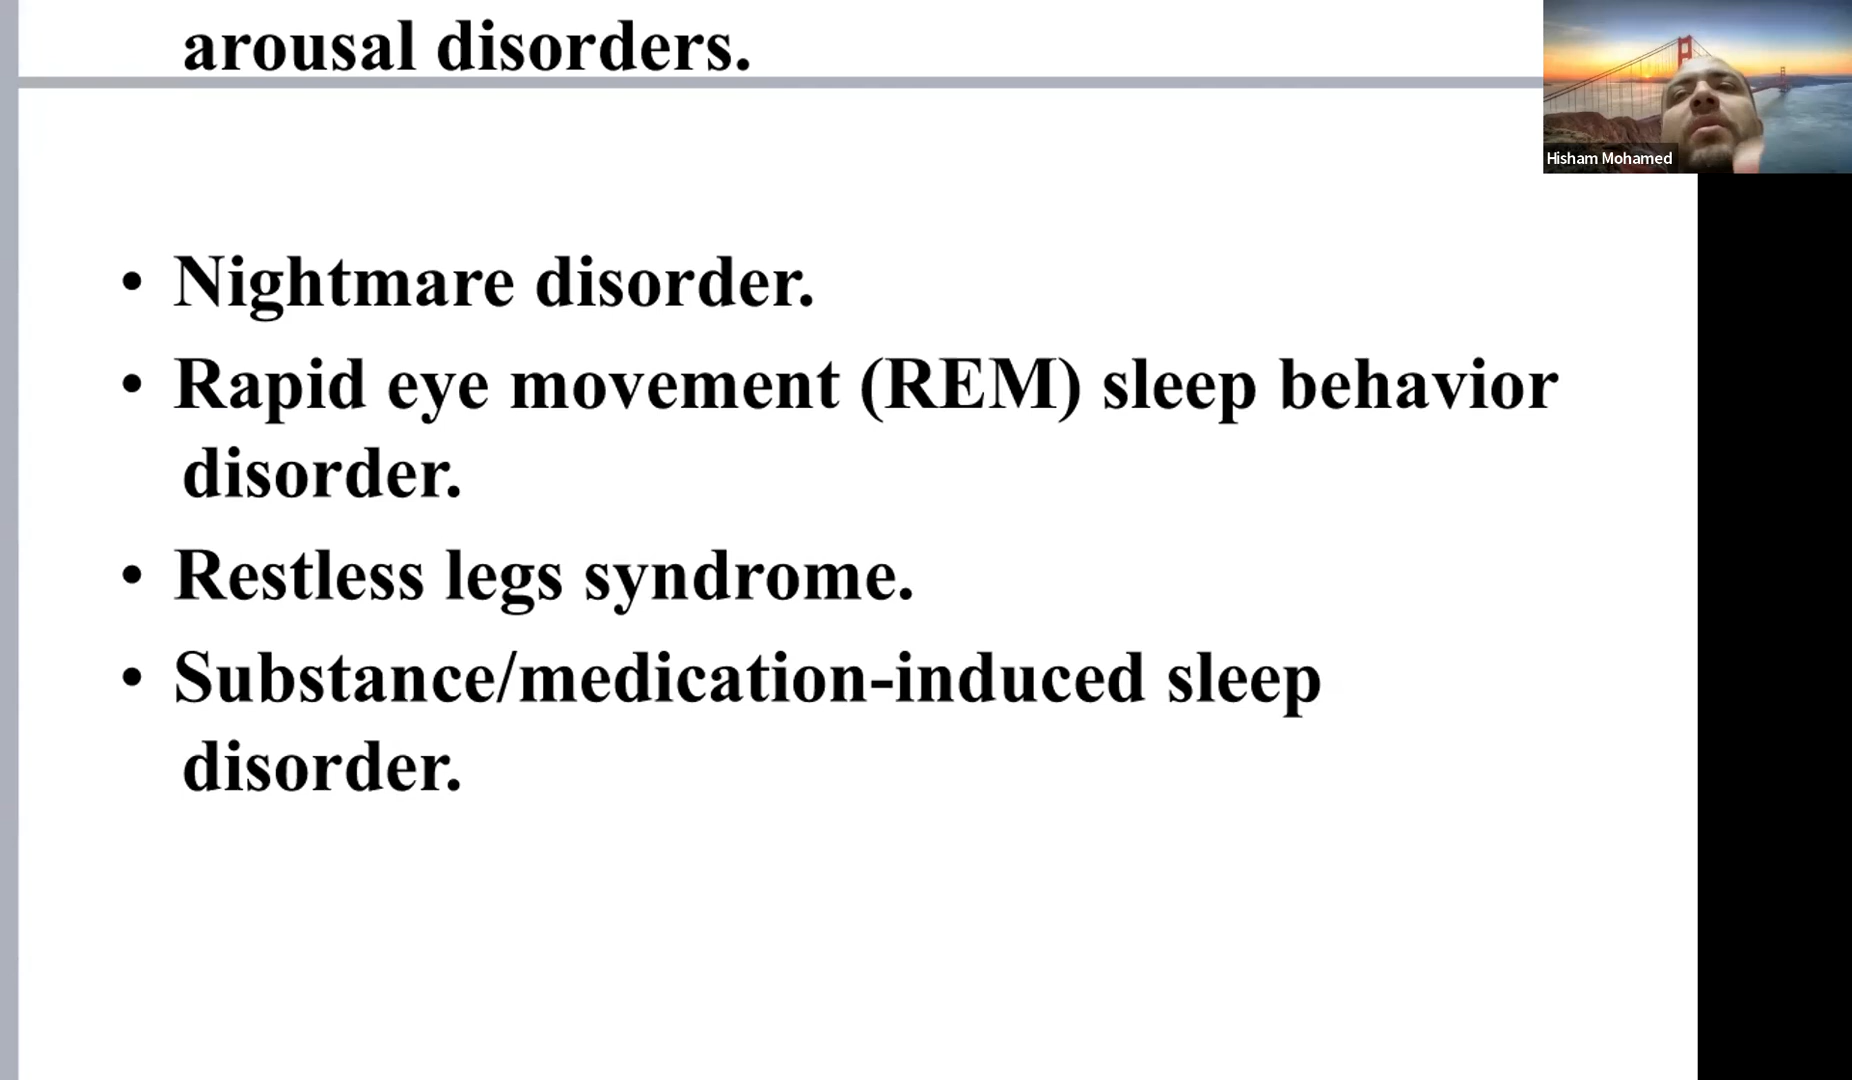 arousal disorders.
Hisham Mohamed
• Nightmare disorder.
• Rapid eye movement (REM) sleep behavior
disorder.
• Restless legs syndrome.
• Substance/medication-induced sleep
disorder.